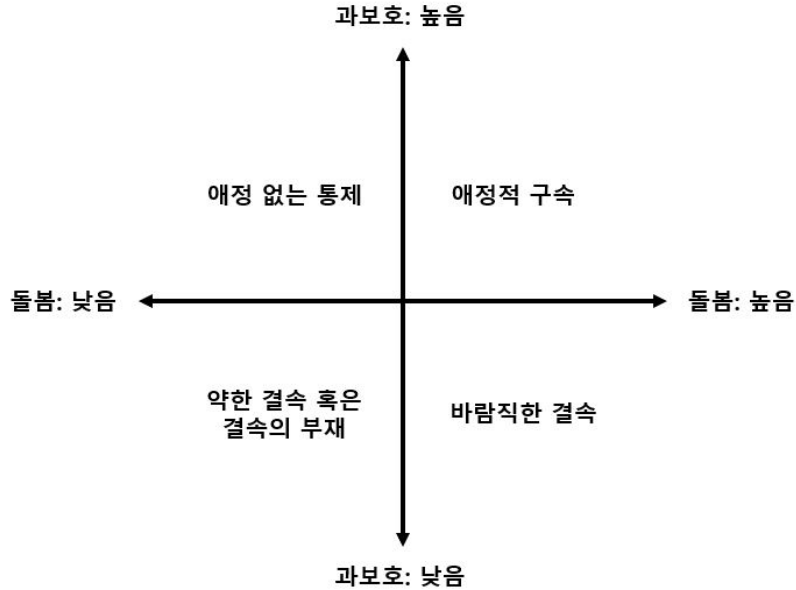 과보호: 높음
애정 없는 통제
애정적 구속
돌봄: 낮음
돌봄: 높음
약한 결속 혹은
결속의 부재
바람직한 결속
과보호: 낮음